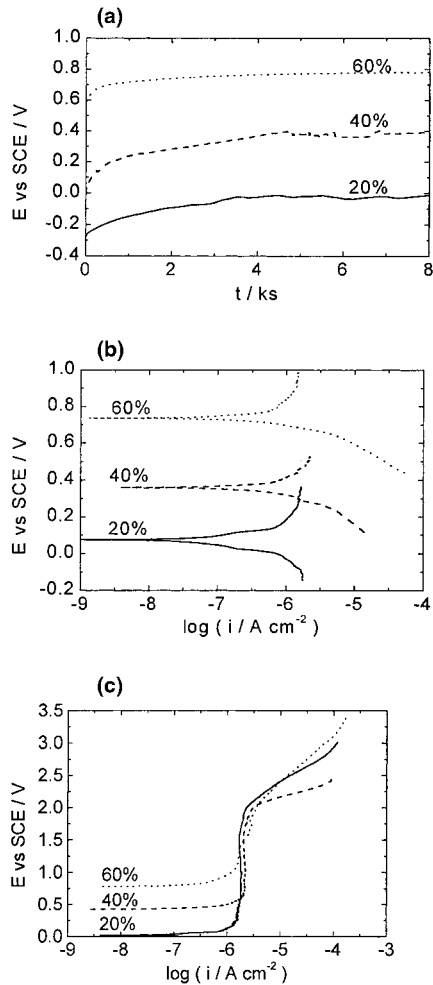 (a)
1.0
0.8
0.6
0.4
0.2
0.0
-0.2
-0.4
E vs SCE / V
60%
40%
20%
0 2 4 6 8
t / ks
(b)
1.0
0.8
0.6
0.4
0.2
0.0
-0.2
E vs SCE / V
60%
40%
20%
-9 -8 -7 -6 -5 -4
log ( i / A cm⁻² )
(c)
3.5
3.0
2.5
2.0
1.5
1.0
0.5
0.0
E vs SCE / V
60%
40%
20%
-9 -8 -7 -6 -5 -4 -3
log ( i / A cm⁻² )